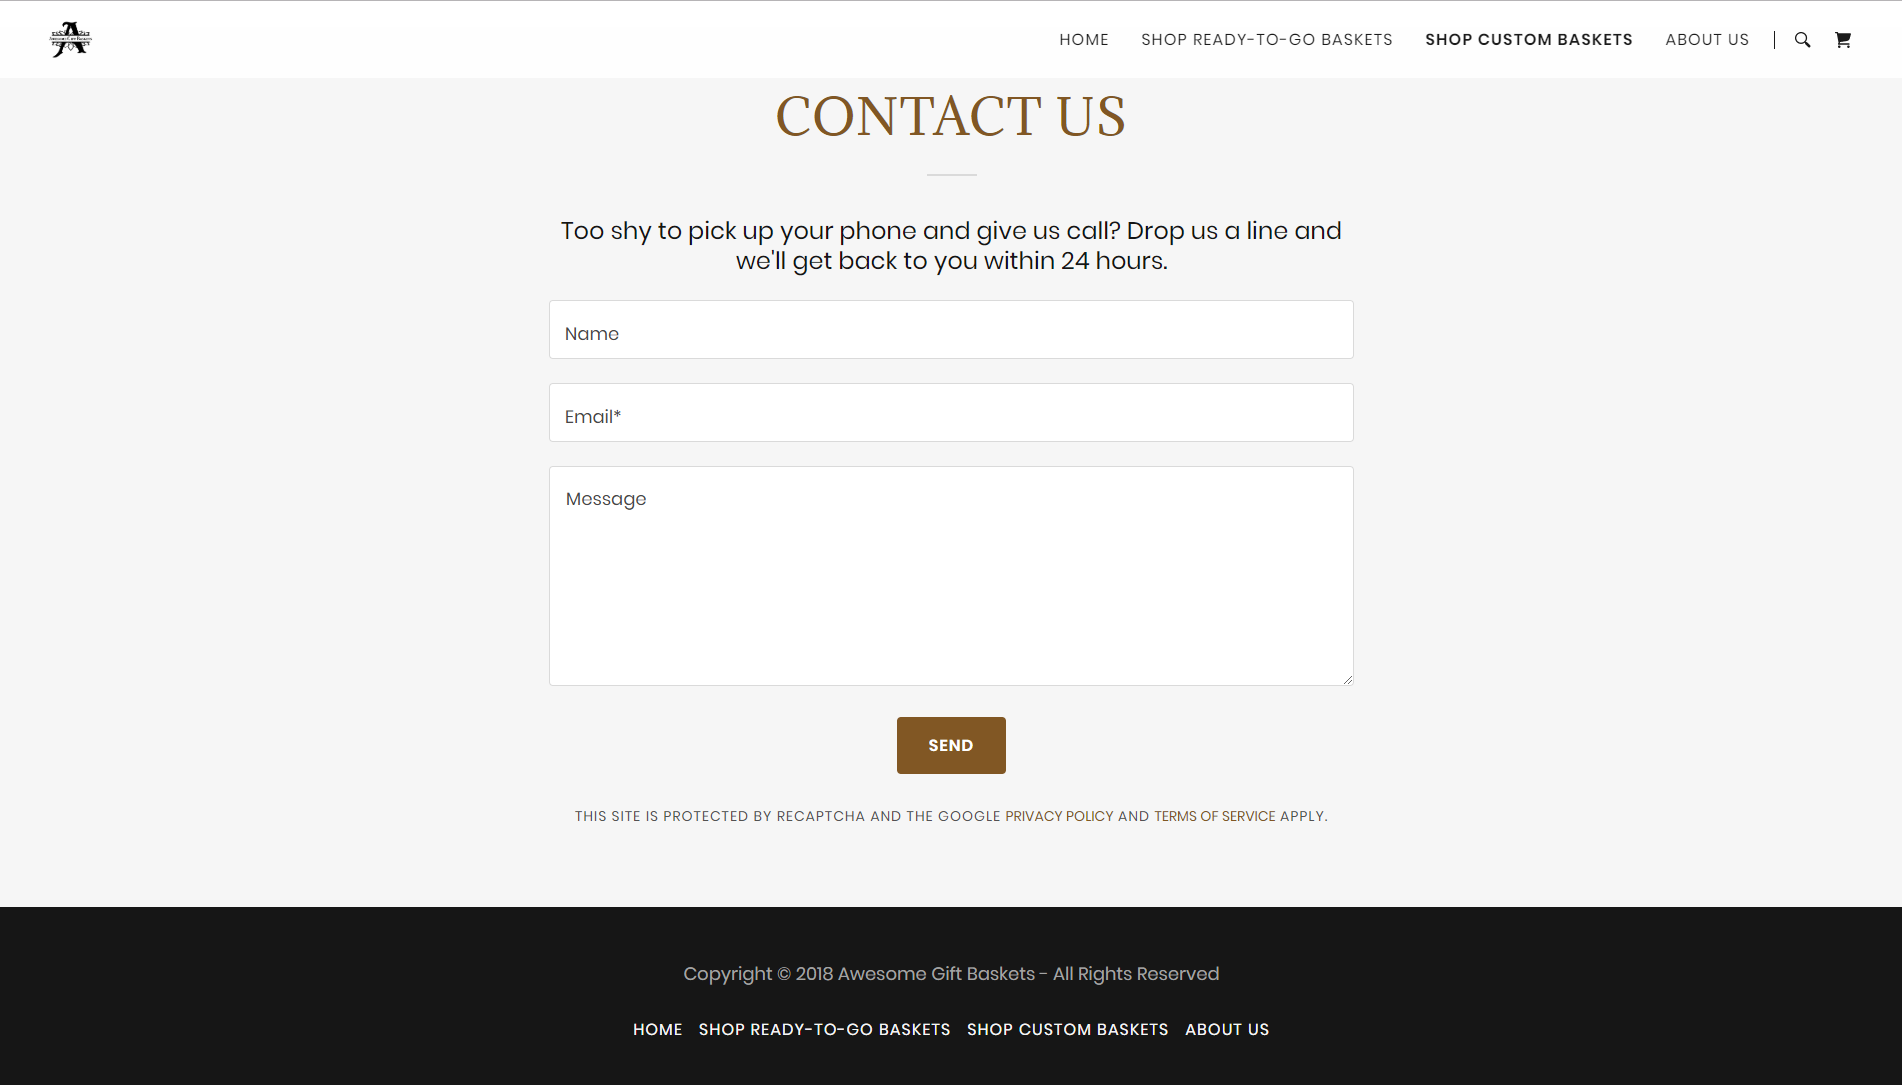 HOME
SHOP READY-TO-GO BASKETS
SHOP CUSTOM BASKETS
ABOUT US
CONTACT US
Too shy to pick up your phone and give us call? Drop us a line and
we'll get back to you within 24 hours.
Name
Email*
Message
SEND
THIS SITE IS PROTECTED BY RECAPTCHA AND THE GOOGLE PRIVACY POLICY AND TERMS OF SERVICE APPLY.
Copyright © 2018 Awesome Gift Baskets - All Rights Reserved
HOME SHOP READY-TO-GO BASKETS SHOP CUSTOM BASKETS ABOUT US